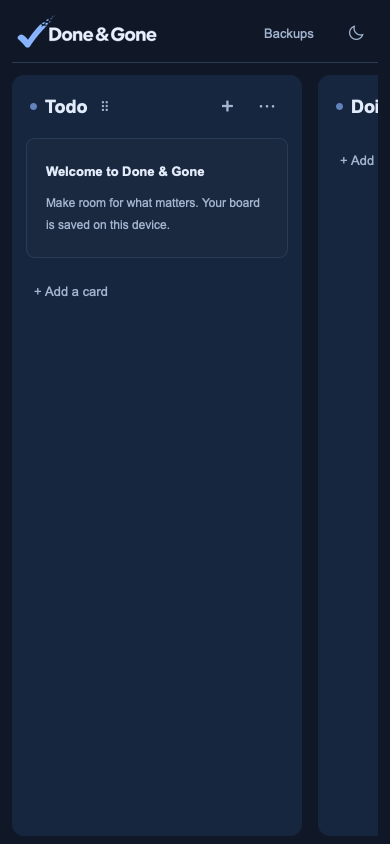 Done & Gone
Backups
Todo
Doi
Welcome to Done & Gone
Make room for what matters. Your board
is saved on this device.
+ Add a card
+ Add